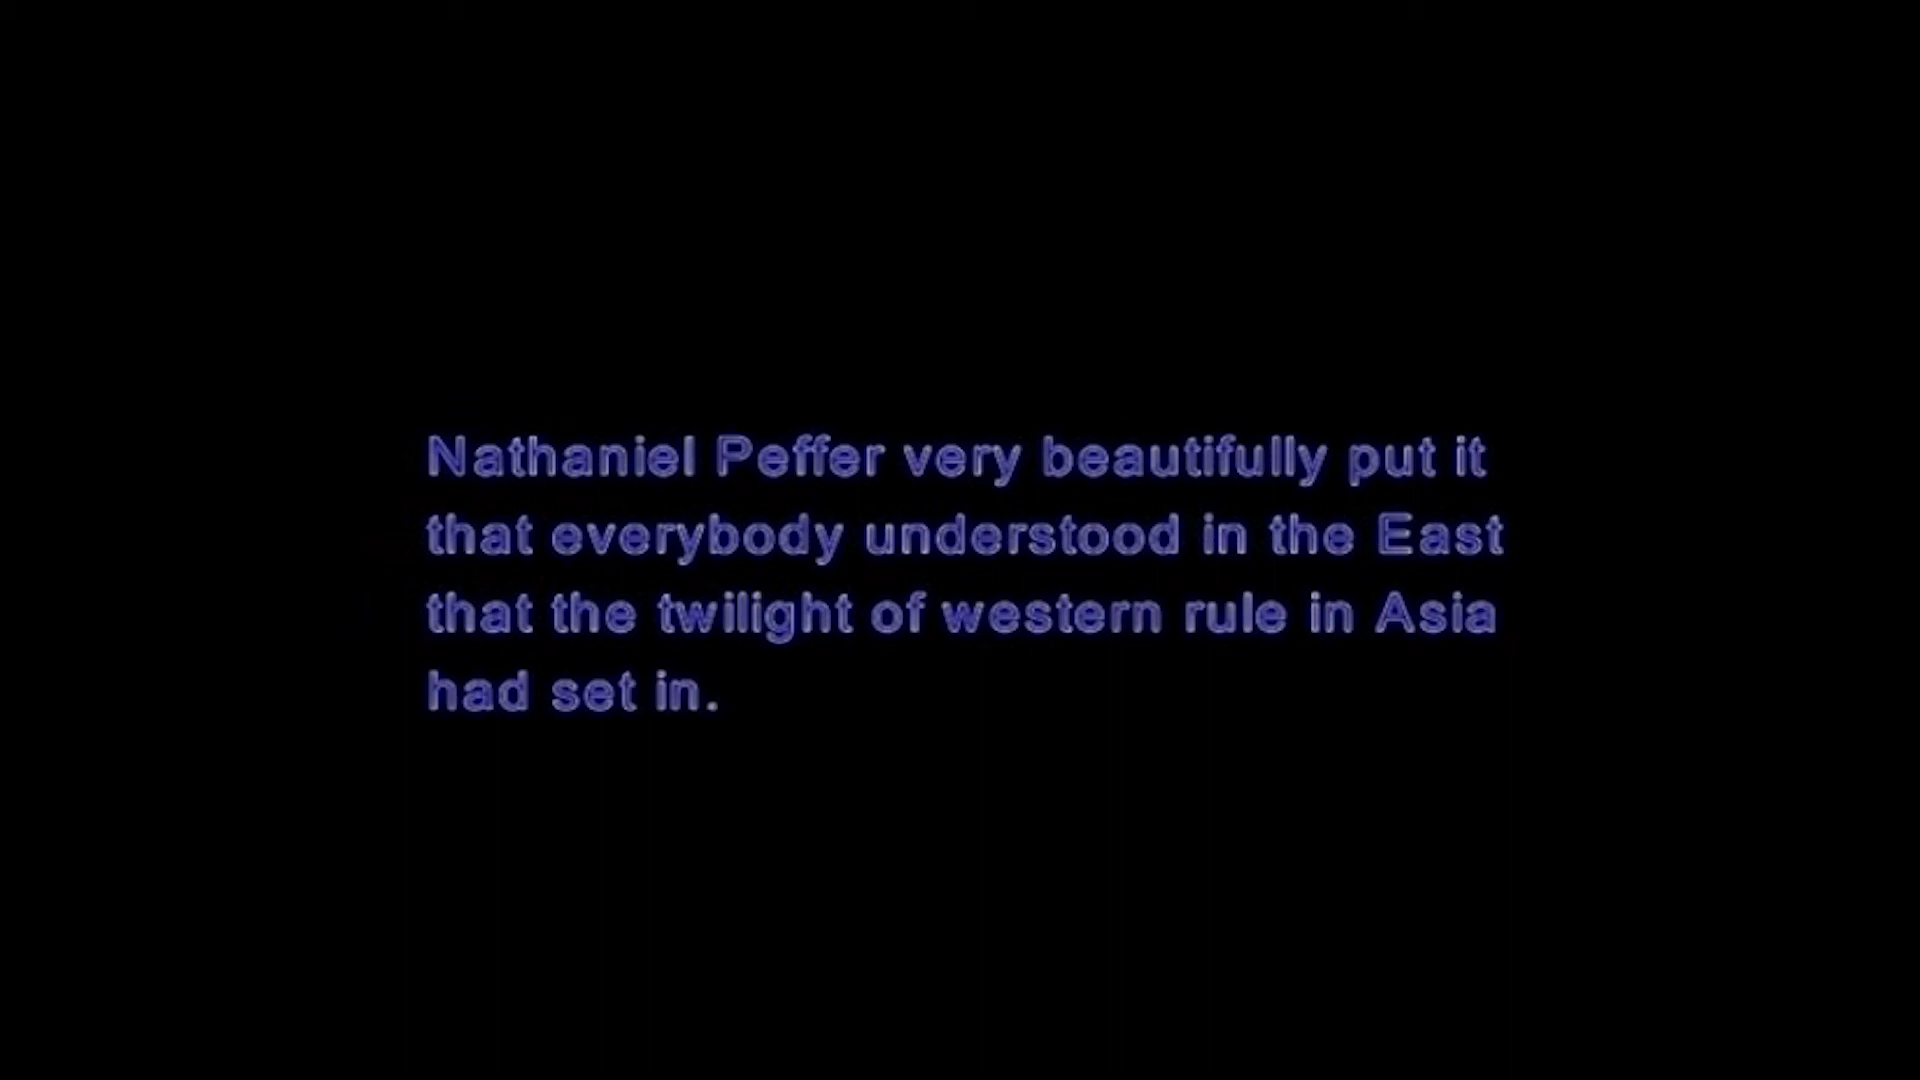 Nathaniel Peffer very beautifully put it
that everybody understood in the East
that the twilight of western rule in Asia
had set in.